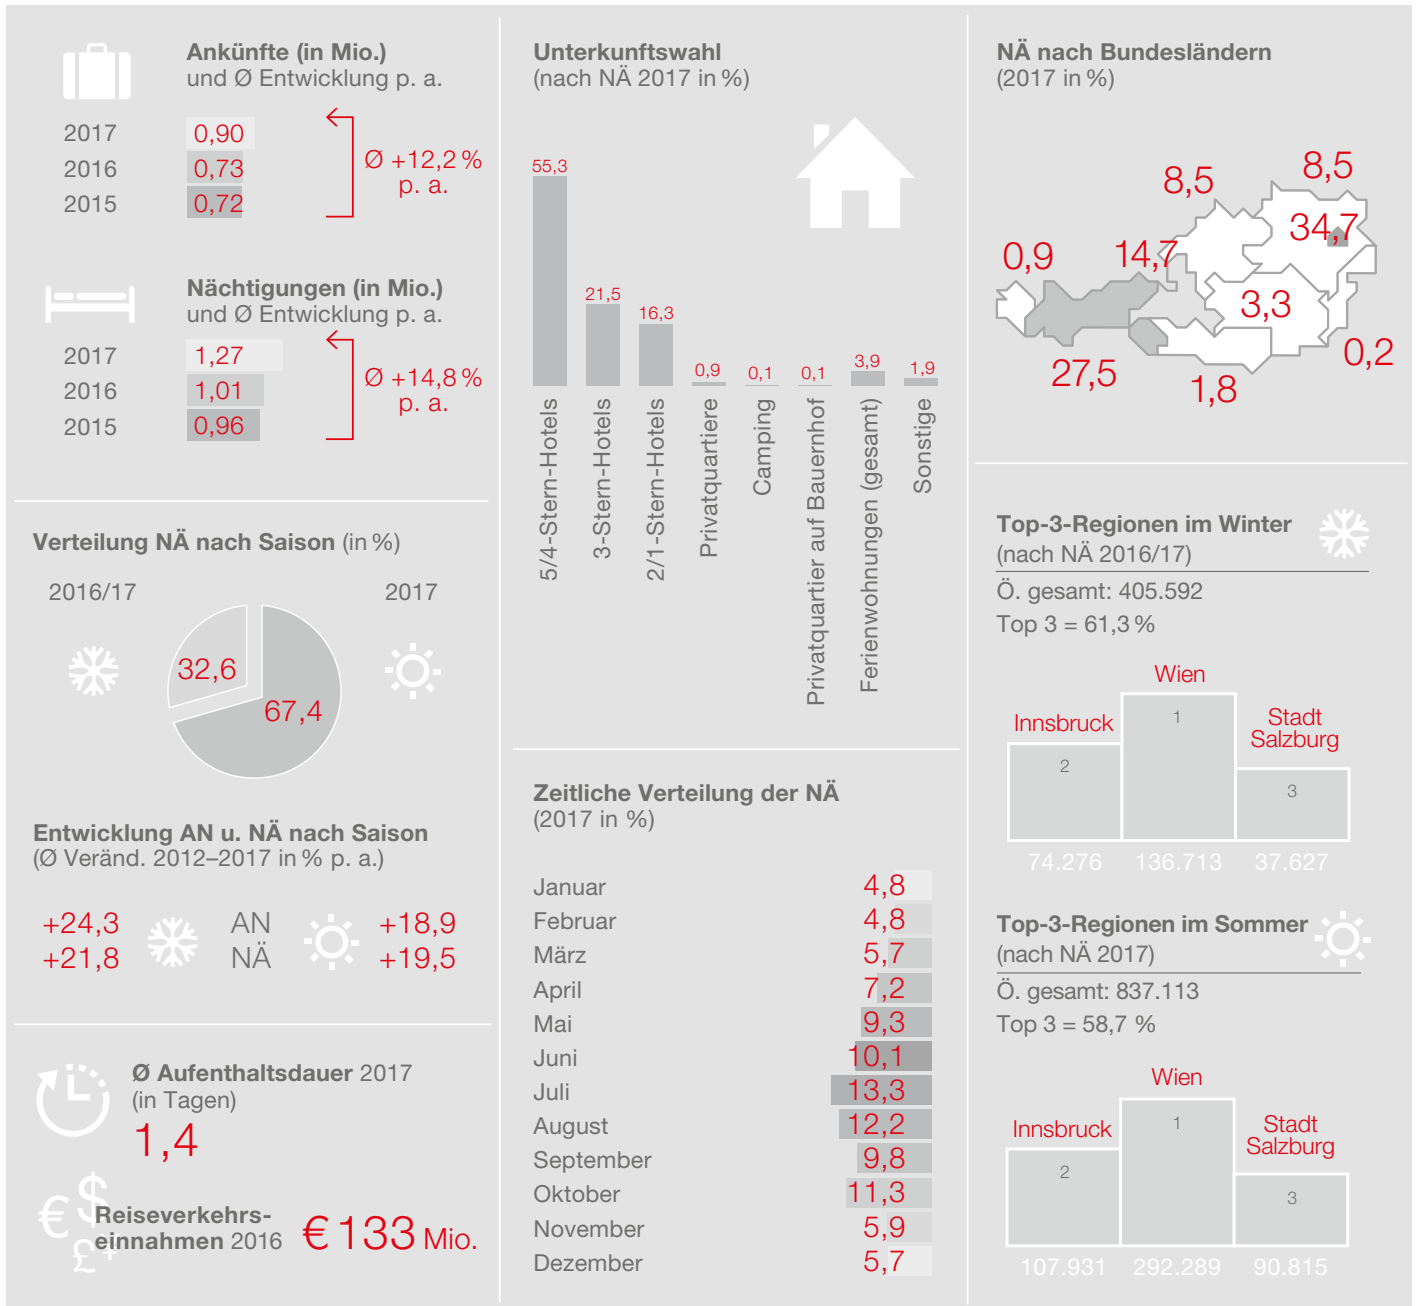 Ankünfte (in Mio.)
und Ø Entwicklung p. a.
2017 0,90
2016 0,73
2015 0,72
Ø +12,2 %
p. a.
Nächtigungen (in Mio.)
und Ø Entwicklung p. a.
2017 1,27
2016 1,01
2015 0,96
Ø +14,8 %
p. a.
Verteilung NÄ nach Saison (in %)
2016/17 2017
32,6
67,4
Entwicklung AN u. NÄ nach Saison
(Ø Veränd. 2012–2017 in % p. a.)
+24,3 AN +18,9
+21,8 NÄ +19,5
Ø Aufenthaltsdauer 2017
(in Tagen)
1,4
€ $ £ +
Reiseverkehrs-
einnahmen 2016 € 133 Mio.
Unterkunftswahl
(nach NÄ 2017 in %)
55,3
21,5
16,3
0,9
0,1
0,1
3,9
1,9
5/4-Stern-Hotels
3-Stern-Hotels
2/1-Stern-Hotels
Privatquartiere
Camping
Privatquartier auf Bauernhof
Ferienwohnungen (gesamt)
Sonstige
Zeitliche Verteilung der NÄ
(2017 in %)
Januar 4,8
Februar 4,8
März 5,7
April 7,2
Mai 9,3
Juni 10,1
Juli 13,3
August 12,2
September 9,8
Oktober 11,3
November 5,9
Dezember 5,7
NÄ nach Bundesländern
(2017 in %)
8,5
8,5
34,7
0,9
14,7
3,3
0,2
27,5
1,8
Top-3-Regionen im Winter
(nach NÄ 2016/17)
Ö. gesamt: 405.592
Top 3 = 61,3 %
Wien
Innsbruck
Stadt
Salzburg
1
2
3
74.276 136.713 37.627
Top-3-Regionen im Sommer
(nach NÄ 2017)
Ö. gesamt: 837.113
Top 3 = 58,7 %
Wien
Innsbruck
Stadt
Salzburg
1
2
3
107.931 292.289 90.815